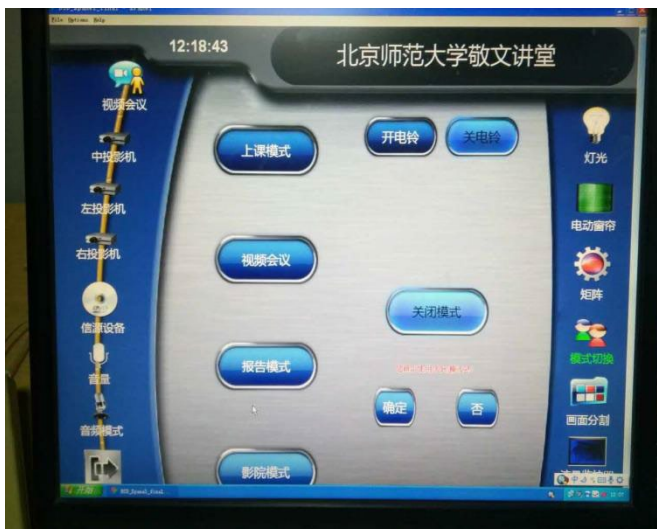 File Options Help
12:18:43
北京师范大学敬文讲堂
视频会议
中投影机
左投影机
右投影机
信源设备
音量
音频模式
上课模式
视频会议
报告模式
影院模式
开电铃
关电铃
关闭模式
确定
否
灯光
电动窗帘
矩阵
模式切换
画面分割
开始